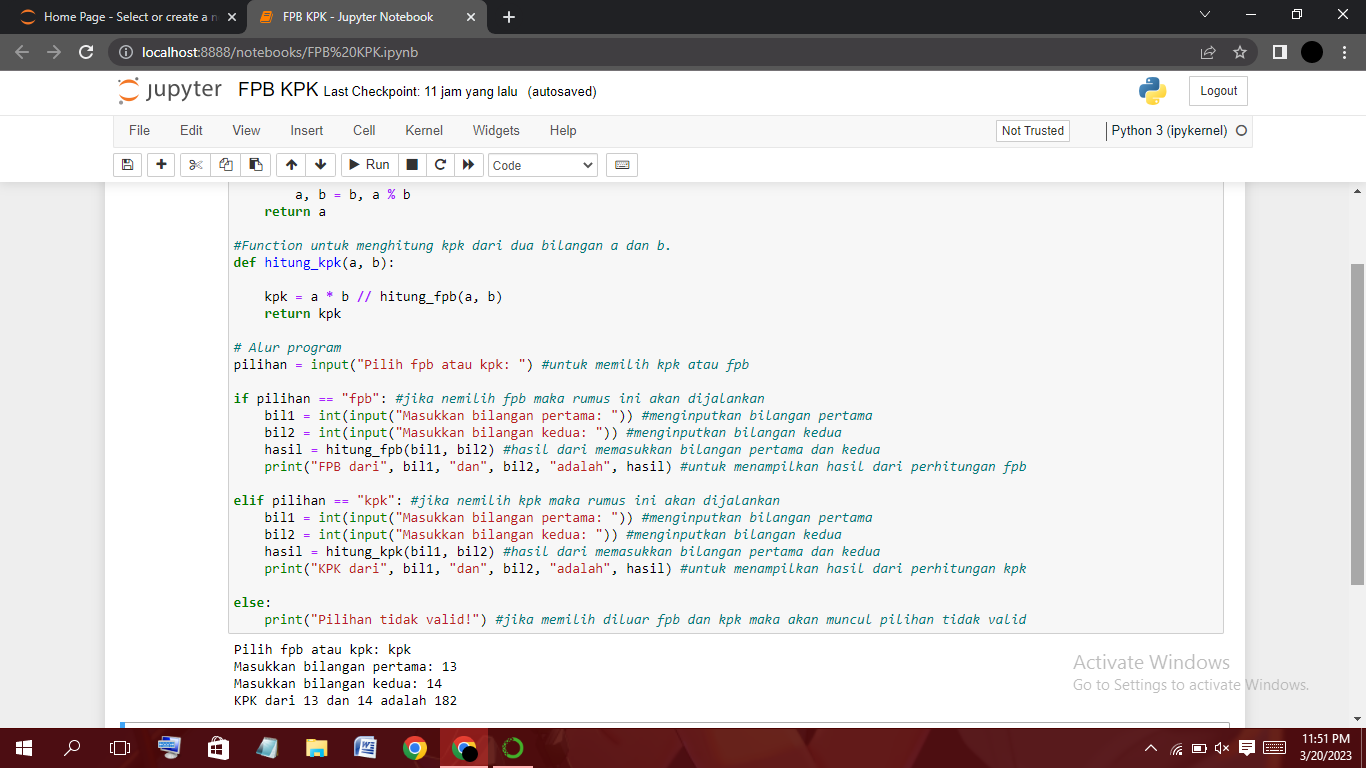 Home Page - Select or create a n
FPB KPK - Jupyter Notebook
localhost:8888/notebooks/FPB%20KPK.ipynb
jupyter FPB KPK Last Checkpoint: 11 jam yang lalu (autosaved)
Logout
File Edit View Insert Cell Kernel Widgets Help
Not Trusted
Python 3 (ipykernel)
Run
Code
a, b = b, a % b
return a
#Function untuk menghitung kpk dari dua bilangan a dan b.
def hitung_kpk(a, b):
kpk = a * b // hitung_fpb(a, b)
return kpk
# Alur program
pilihan = input("Pilih fpb atau kpk: ") #untuk memilih kpk atau fpb
if pilihan == "fpb": #jika nemilih fpb maka rumus ini akan dijalankan
bil1 = int(input("Masukkan bilangan pertama: ")) #menginputkan bilangan pertama
bil2 = int(input("Masukkan bilangan kedua: ")) #menginputkan bilangan kedua
hasil = hitung_fpb(bil1, bil2) #hasil dari memasukkan bilangan pertama dan kedua
print("FPB dari", bil1, "dan", bil2, "adalah", hasil) #untuk menampilkan hasil dari perhitungan fpb
elif pilihan == "kpk": #jika nemilih kpk maka rumus ini akan dijalankan
bil1 = int(input("Masukkan bilangan pertama: ")) #menginputkan bilangan pertama
bil2 = int(input("Masukkan bilangan kedua: ")) #menginputkan bilangan kedua
hasil = hitung_kpk(bil1, bil2) #hasil dari memasukkan bilangan pertama dan kedua
print("KPK dari", bil1, "dan", bil2, "adalah", hasil) #untuk menampilkan hasil dari perhitungan kpk
else:
print("Pilihan tidak valid!") #jika memilih diluar fpb dan kpk maka akan muncul pilihan tidak valid
Pilih fpb atau kpk: kpk
Masukkan bilangan pertama: 13
Masukkan bilangan kedua: 14
KPK dari 13 dan 14 adalah 182
Activate Windows
Go to Settings to activate Windows.
11:51 PM
3/20/2023